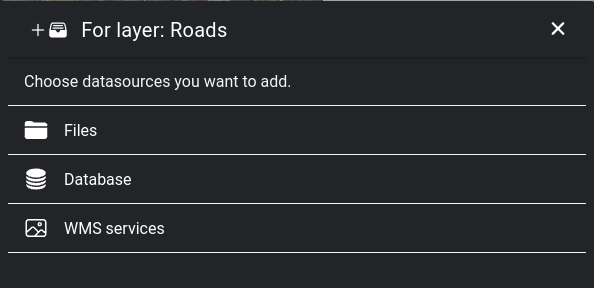 For layer: Roads
Choose datasources you want to add.
Files
Database
WMS services